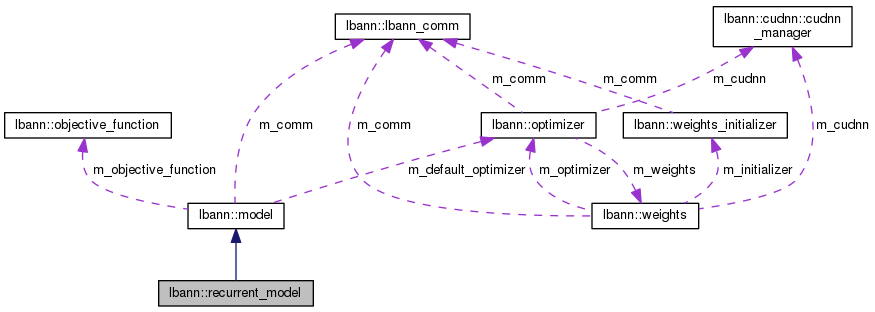 lbann::lbann_comm
lbann::cudnn::cudnn
_manager
m_comm
m_comm
m_cudnn
lbann::objective_function
m_comm
m_comm
lbann::optimizer
lbann::weights_initializer
m_cudnn
m_objective_function
m_default_optimizer
m_optimizer
m_weights
m_initializer
lbann::model
lbann::weights
lbann::recurrent_model